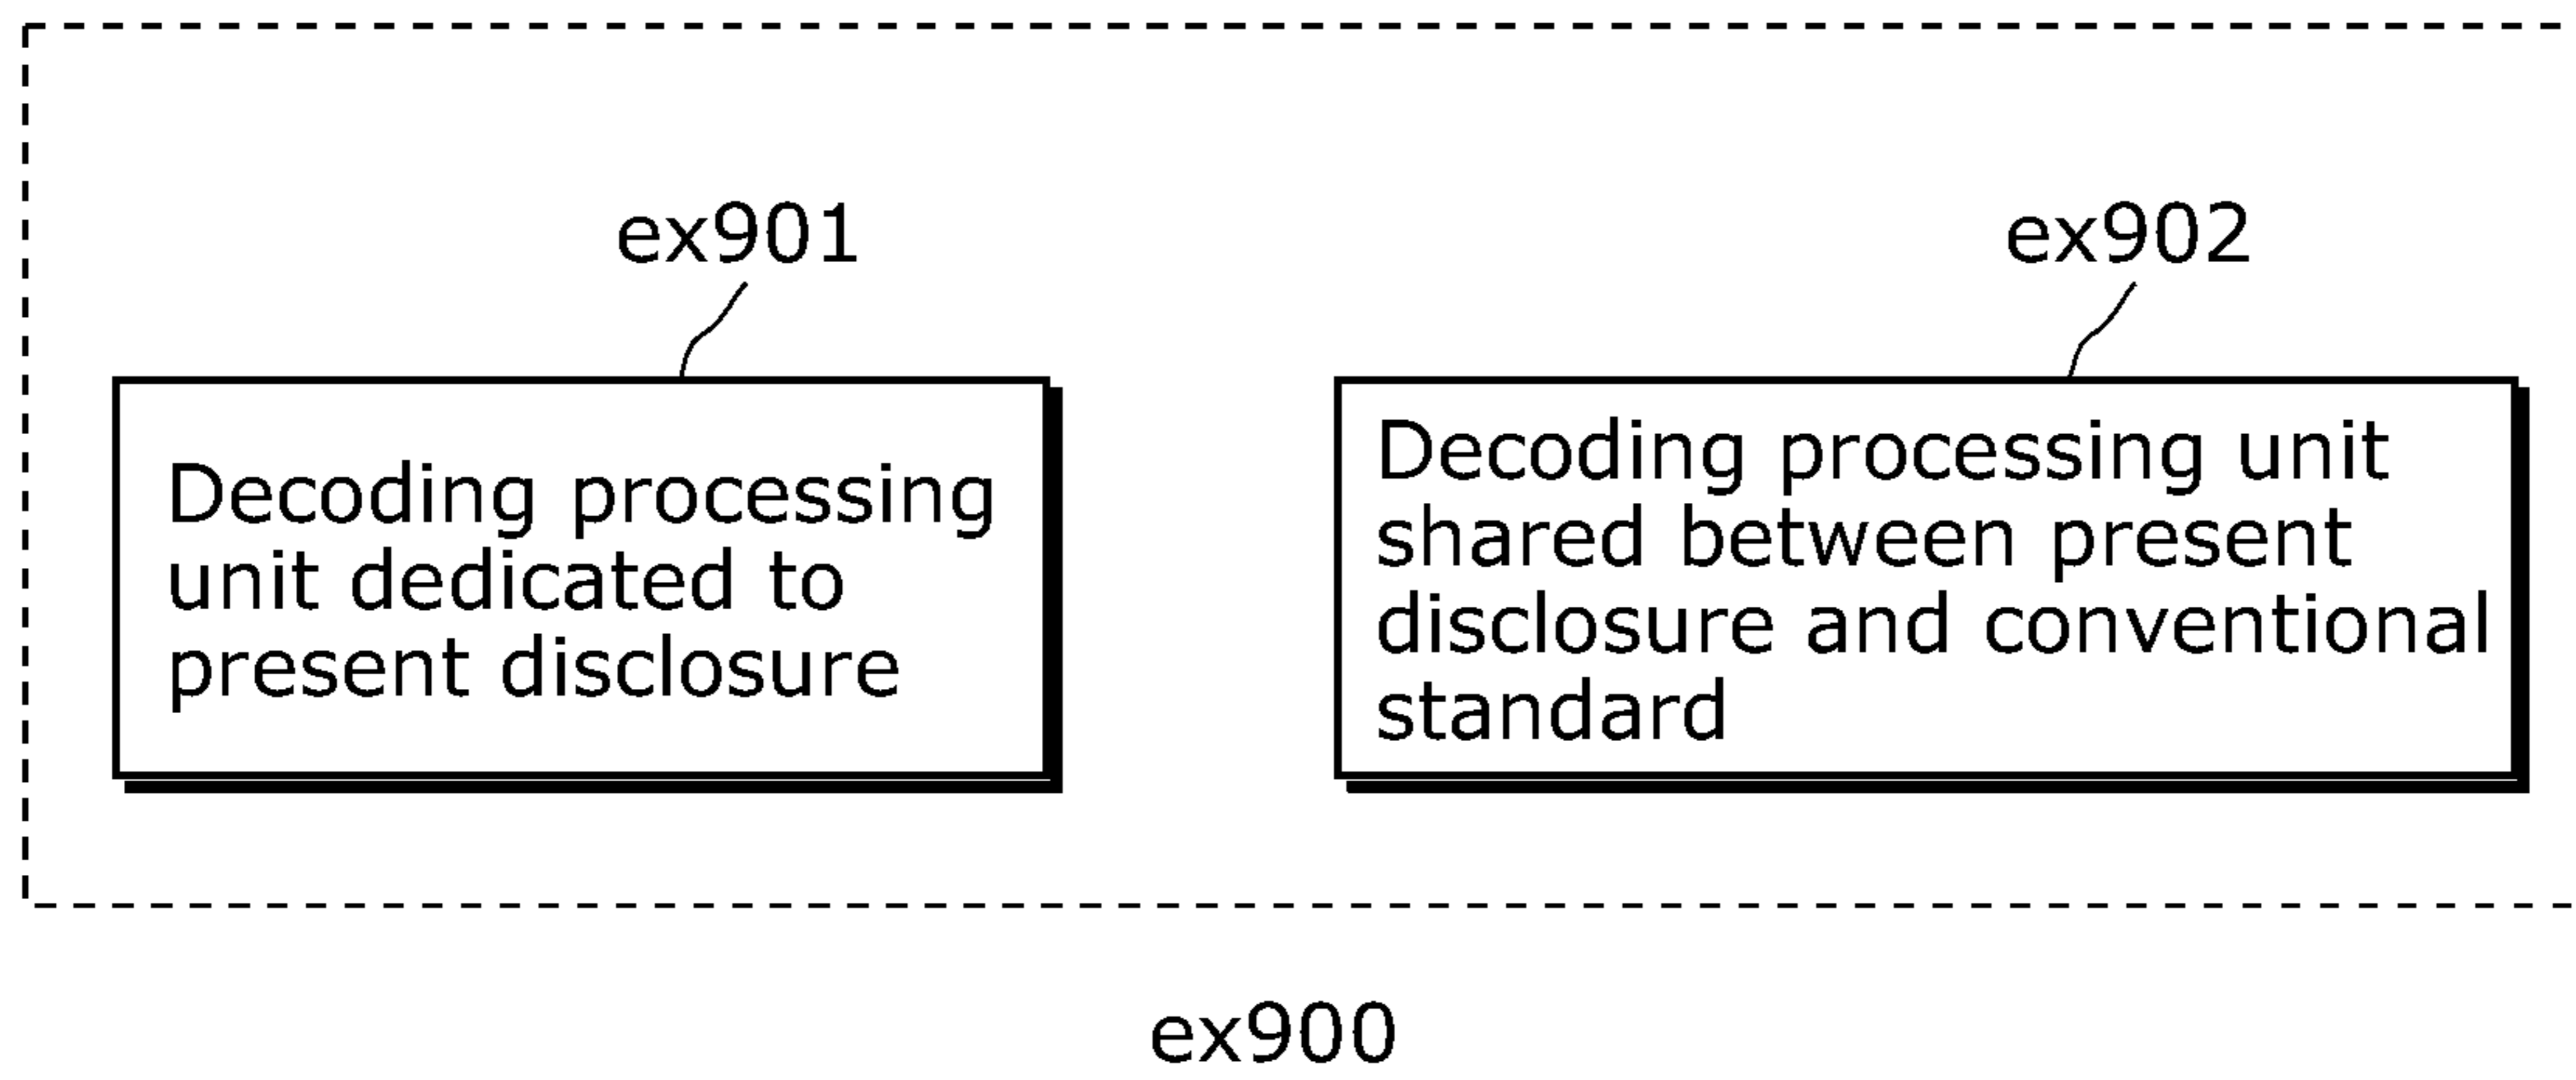 ex901
ex902
Decoding processing
unit dedicated to
present disclosure
Decoding processing unit
shared between present
disclosure and conventional
standard
ex900